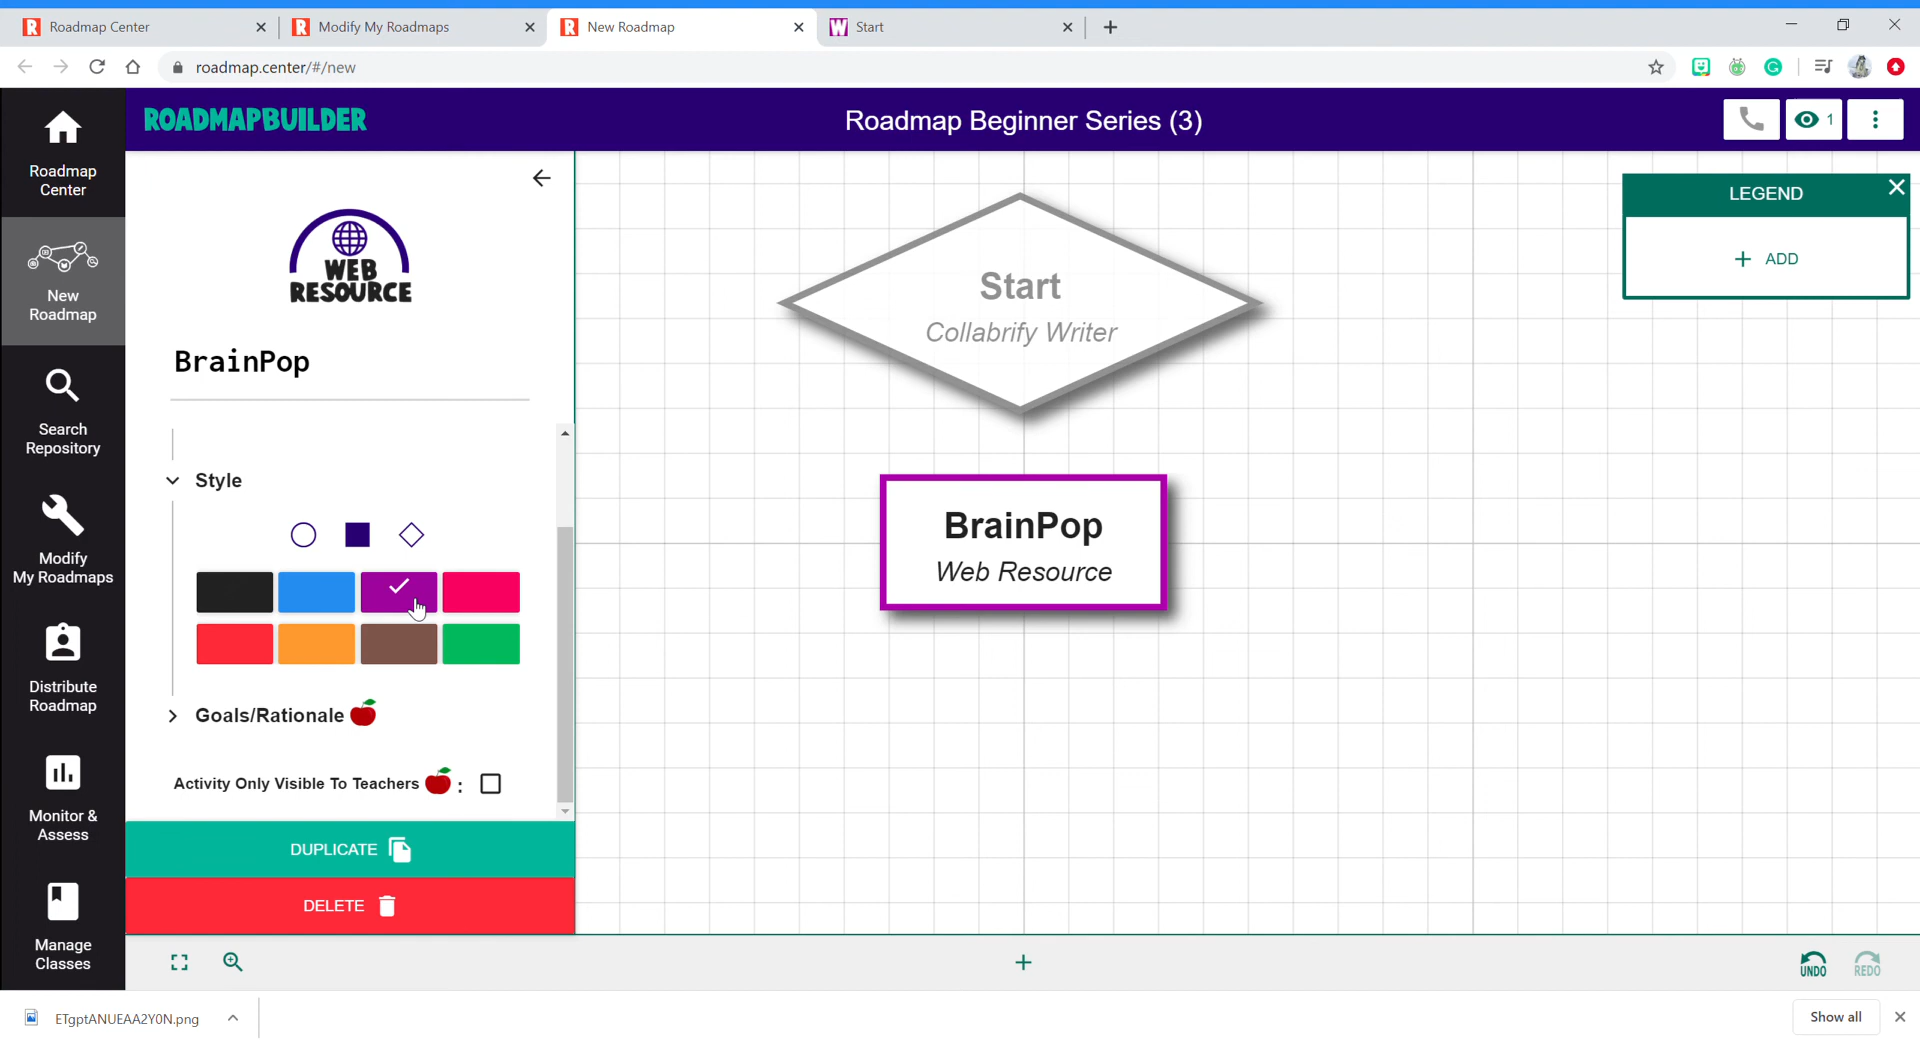 Roadmap Center
Modify My Roadmaps
New Roadmap
W Start
roadmap.center/#/new
ROADMAPBUILDER
Roadmap Beginner Series (3)
1
Roadmap
Center
New
Roadmap
Search
Repository
Modify
My Roadmaps
Distribute
Roadmap
Monitor &
Assess
Manage
Classes
WEB
RESOURCE
BrainPop
Style
Goals/Rationale
Activity Only Visible To Teachers :
DUPLICATE
DELETE
Start
Collabrify Writer
BrainPop
Web Resource
LEGEND
+ ADD
UNDO
REDO
ETgptANUEAA2Y0N.png
Show all